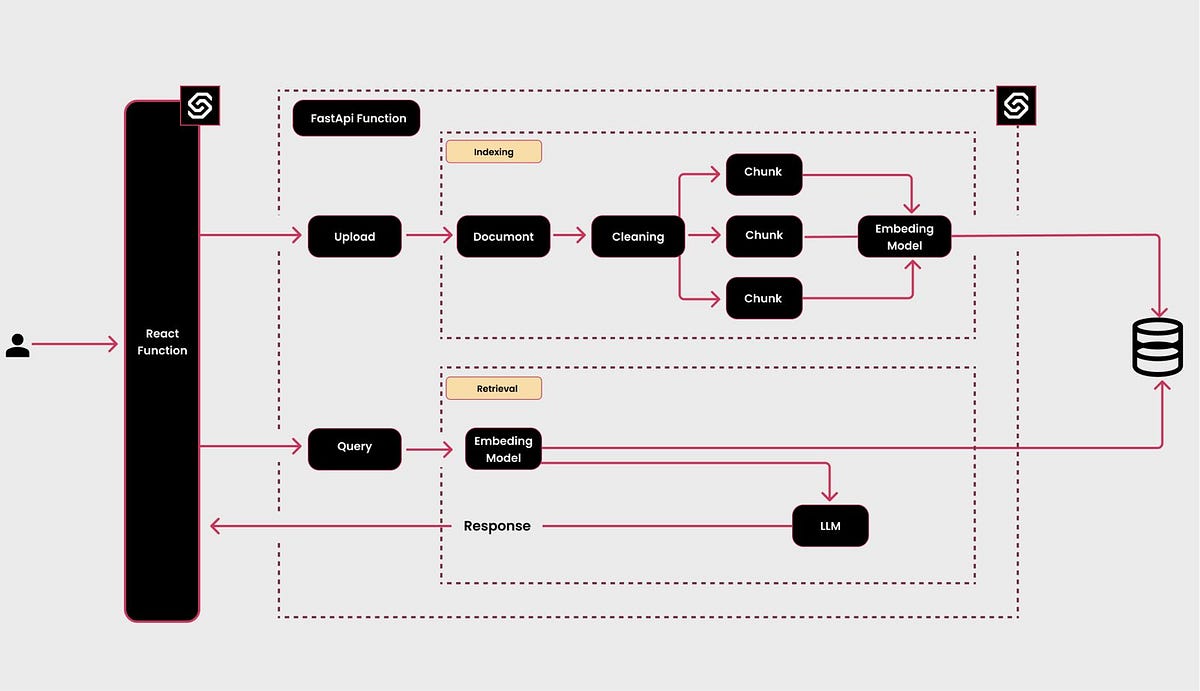 FastApi Function
Indexing
Chunk
Upload
Documont
Cleaning
Chunk
Embeding
Model
Chunk
React
Function
Retrieval
Query
Embeding
Model
Response
LLM